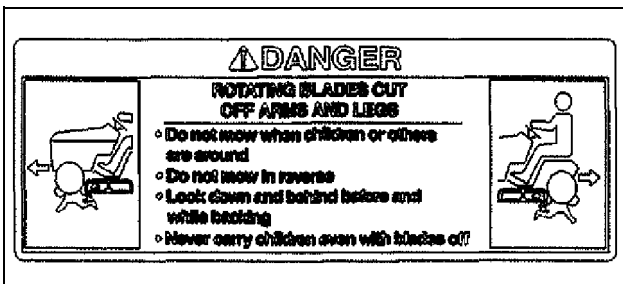 ⚠DANGER
ROTATING BLADES CUT
OFF ARMS AND LEGS
◦ Do not mow when children or others
are around
◦ Do not mow in reverse
◦ Look down and behind before and
while backing
◦ Never carry children even with blades off